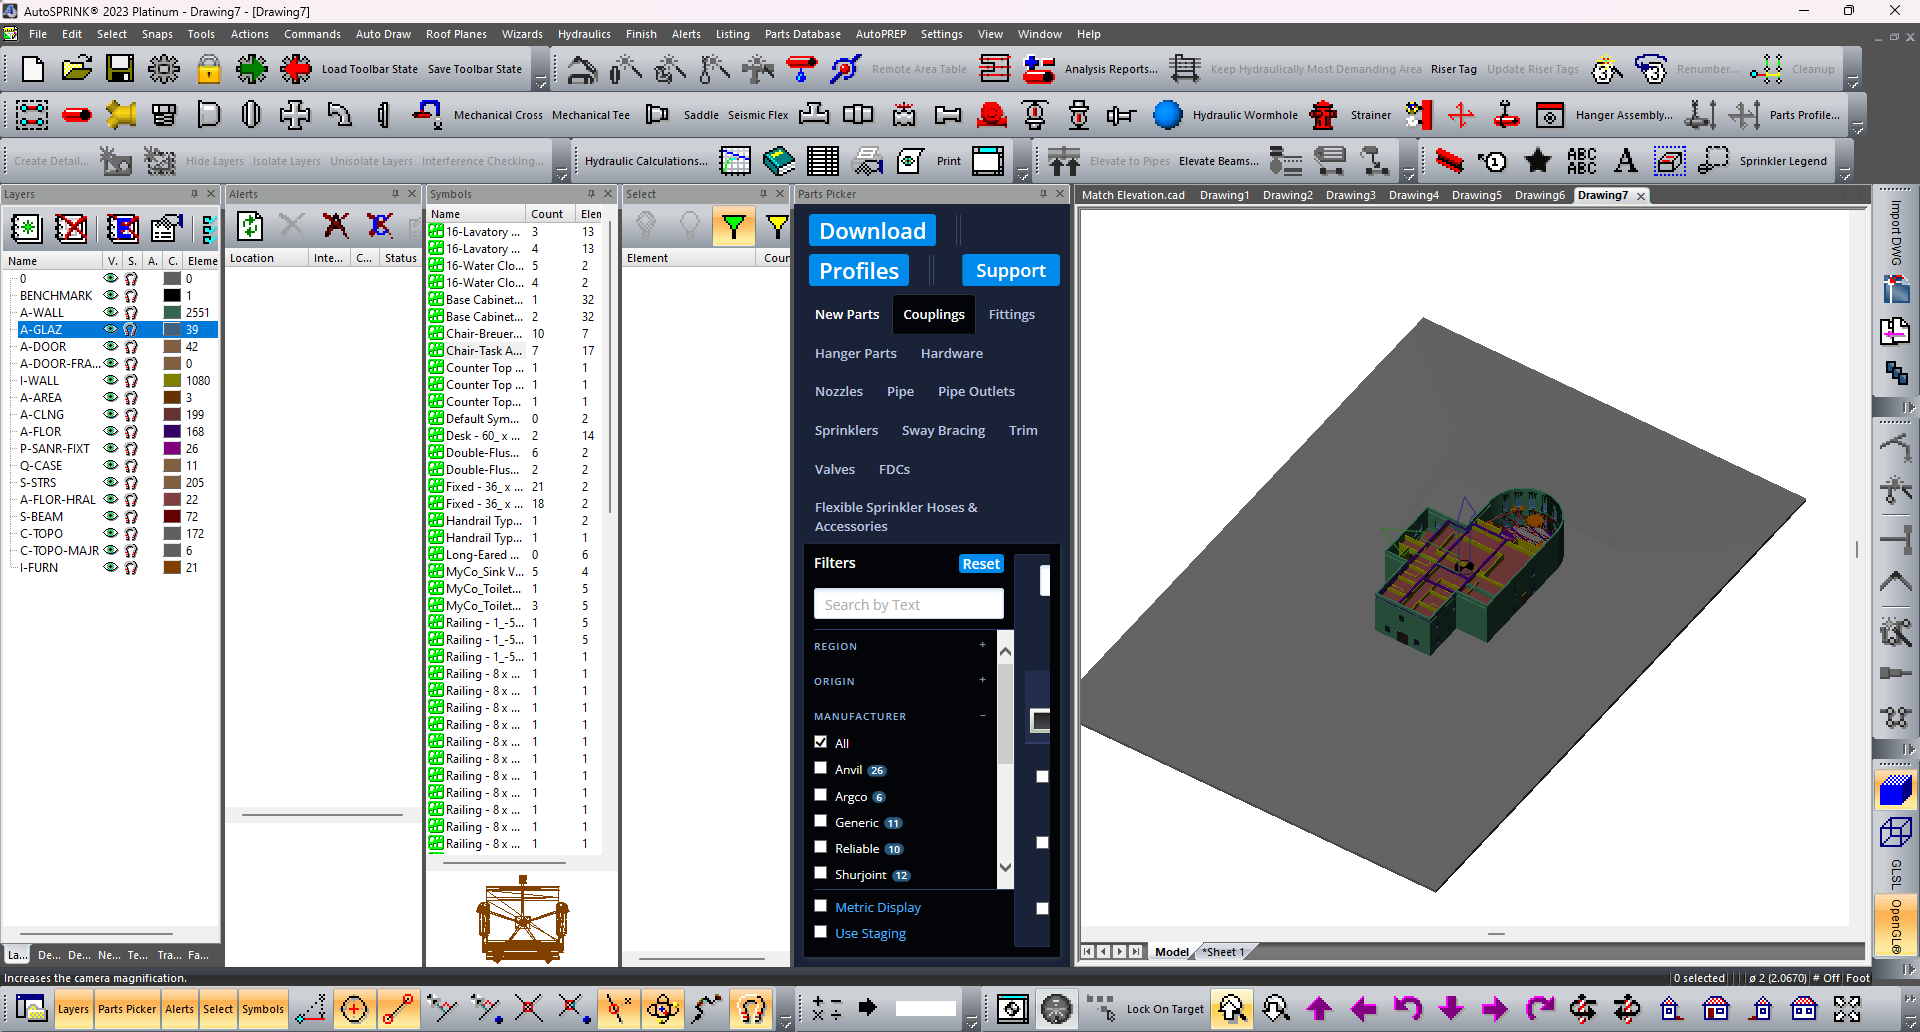 AutoSPRINK® 2023 Platinum - Drawing7 - [Drawing7]
File Edit Select Snaps Tools Actions Commands Auto Draw Roof Planes Wizards Hydraulics Finish Alerts Listing Parts Database AutoPREP Settings View Window Help
Load Toolbar State Save Toolbar State Remote Area Table Analysis Reports... Keep Hydraulically Most Demanding Area Riser Tag Update Riser Tags Renumber... Cleanup
Mechanical Cross Mechanical Tee Saddle Seismic Flex Hydraulic Wormhole Strainer Hanger Assembly... Parts Profile...
Create Detail... Hide Layers Isolate Layers Unisolate Layers Interference Checking... Hydraulic Calculations... Print Elevate to Pipes Elevate Beams... ABC ABC A Sprinkler Legend
Layers
Name V. S. A. C. Eleme
0 0
BENCHMARK 1
A-WALL 2551
A-GLAZ 39
A-DOOR 42
A-DOOR-FRA... 0
I-WALL 1080
A-AREA 3
A-CLNG 199
A-FLOR 168
P-SANR-FIXT 26
Q-CASE 11
S-STRS 205
A-FLOR-HRAL 22
S-BEAM 72
C-TOPO 172
C-TOPO-MAJR 6
I-FURN 21
La... De... De... Ne... Te... Tra... Fa...
Alerts
Location Inte... C... Status
Symbols
Name Count Elen
16-Lavatory ... 3 13
16-Lavatory ... 4 13
16-Water Clo... 5 2
16-Water Clo... 4 2
Base Cabinet... 1 32
Base Cabinet... 2 32
Chair-Breuer... 10 7
Chair-Task A... 7 17
Counter Top ... 1 1
Counter Top ... 1 1
Counter Top... 1 1
Default Sym... 0 2
Desk - 60_ x ... 2 14
Double-Flus... 6 2
Double-Flus... 2 2
Fixed - 36_ x ... 21 2
Fixed - 36_ x ... 18 2
Handrail Typ... 1 2
Handrail Typ... 1 1
Long-Eared ... 0 6
MyCo_Sink V... 5 4
MyCo_Toilet... 1 5
MyCo_Toilet... 3 5
Railing - 1_-5... 1 5
Railing - 1_-5... 1 5
Railing - 1_-5... 1 1
Railing - 8 x ... 1 1
Railing - 8 x ... 1 1
Railing - 8 x ... 1 1
Railing - 8 x ... 1 1
Railing - 8 x ... 1 1
Railing - 8 x ... 1 1
Railing - 8 x ... 1 1
Railing - 8 x ... 1 1
Railing - 8 x ... 1 1
Railing - 8 x ... 1 1
Railing - 8 x ... 1 1
Select
Element Coun
Parts Picker
Download
Profiles Support
New Parts Couplings Fittings
Hanger Parts Hardware
Nozzles Pipe Pipe Outlets
Sprinklers Sway Bracing Trim
Valves FDCs
Flexible Sprinkler Hoses &
Accessories
Filters Reset
Search by Text
REGION +
ORIGIN +
MANUFACTURER −
All
Anvil 26
Argco 6
Generic 11
Reliable 10
Shurjoint 12
Metric Display
Use Staging
Match Elevation.cad Drawing1 Drawing2 Drawing3 Drawing4 Drawing5 Drawing6 Drawing7
Model *Sheet 1
Import DWG
GLSL
OpenGL®
Increases the camera magnification.
0 selected ø 2 (2.0670) # Off Foot
Layers Parts Picker Alerts Select Symbols Lock On Target